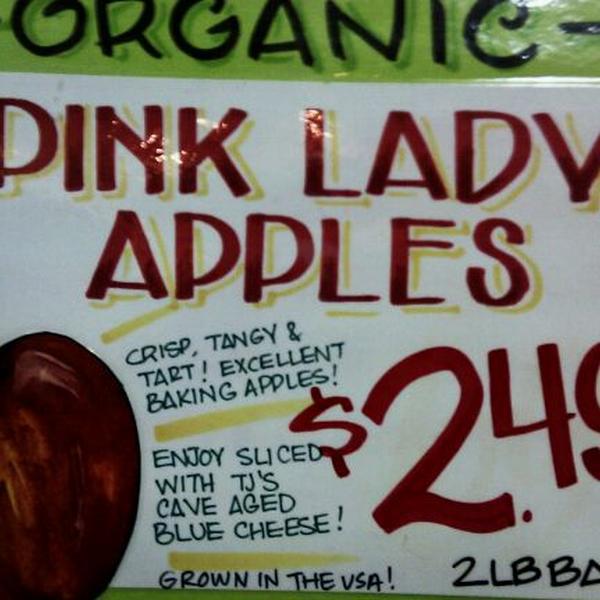 -ORGANIC-
PINK LADY
APPLES
CRISP, TANGY &
TART! EXCELLENT
BAKING APPLES!
ENJOY SLICED
WITH TJ'S
CAVE AGED
BLUE CHEESE!
GROWN IN THE USA!
$2.49
2LB BA